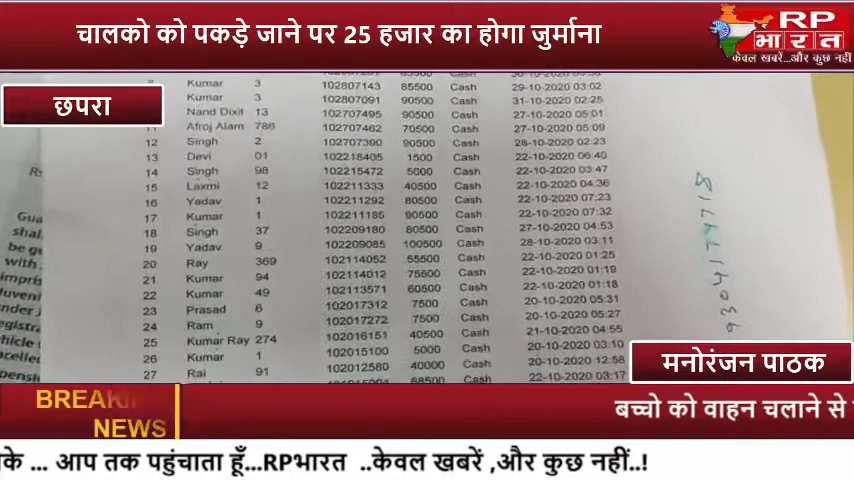 चालको को पकड़े जाने पर 25 हजार का होगा जुर्माना
RP
भारत
केवल खबरें...और कुछ नहीं
छपरा
Kumar 3 102807143 85500 Cash 29-10-2020 03:02
Kumar 3 102807091 90500 Cash 31-10-2020 02:25
Nand Dixit 13 102707495 90500 Cash 27-10-2020 05:01
11 Afroj Alam 786 102707462 70500 Cash 27-10-2020 05:09
12 Singh 2 102707390 90500 Cash 28-10-2020 02:23
13 Devi 01 102218405 1500 Cash 22-10-2020 06:40
14 Singh 98 102215472 5000 Cash 22-10-2020 03:47
15 Laxmi 12 102211333 40500 Cash 22-10-2020 04:36
16 Yadav 1 102211292 80500 Cash 22-10-2020 07:23
17 Kumar 1 102211185 90500 Cash 22-10-2020 07:32
18 Singh 37 102209180 80500 Cash 27-10-2020 04:53
19 Yadav 9 102209085 100500 Cash 28-10-2020 03:11
20 Ray 369 102114052 55500 Cash 22-10-2020 01:25
21 Kumar 94 102114012 75500 Cash 22-10-2020 01:19
22 Kumar 49 102113571 60500 Cash 22-10-2020 01:18
23 Prasad 6 102017312 7500 Cash 20-10-2020 05:31
24 Ram 9 102017272 7500 Cash 20-10-2020 05:27
25 Kumar Ray 274 102016151 40500 Cash 21-10-2020 04:55
26 Kumar 1 102015100 5000 Cash 20-10-2020 03:10
27 Rai 91 102012580 40000 Cash 20-10-2020 12:58
68500 Cash 22-10-2020 03:17
मनोरंजन पाठक
BREAKI
NEWS
बच्चो को वाहन चलाने से
के ... आप तक पहुंचाता हूँ...RPभारत ..केवल खबरें ,और कुछ नहीं..!